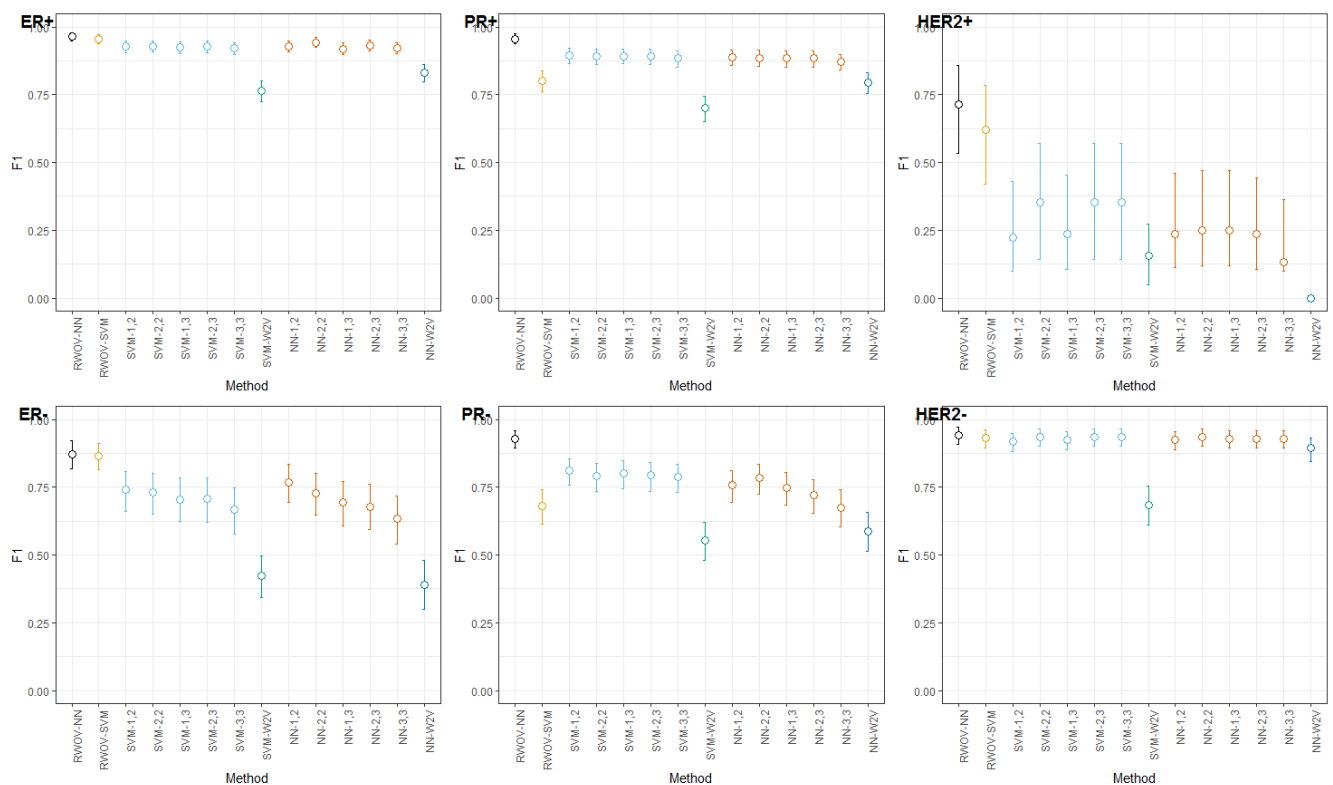 ER+
1.00
0.75
0.50
0.25
0.00
F1
RWOV-NN
RWOV-SVM
SVM-1,2
SVM-2,2
SVM-1,3
SVM-2,3
SVM-3,3
SVM-W2V
NN-1,2
NN-2,2
NN-1,3
NN-2,3
NN-3,3
NN-W2V
Method
PR+
1.00
0.75
0.50
0.25
0.00
F1
RWOV-NN
RWOV-SVM
SVM-1,2
SVM-2,2
SVM-1,3
SVM-2,3
SVM-3,3
SVM-W2V
NN-1,2
NN-2,2
NN-1,3
NN-2,3
NN-3,3
NN-W2V
Method
HER2+
1.00
0.75
0.50
0.25
0.00
F1
RWOV-NN
RWOV-SVM
SVM-1,2
SVM-2,2
SVM-1,3
SVM-2,3
SVM-3,3
SVM-W2V
NN-1,2
NN-2,2
NN-1,3
NN-2,3
NN-3,3
NN-W2V
Method
ER-
1.00
0.75
0.50
0.25
0.00
F1
RWOV-NN
RWOV-SVM
SVM-1,2
SVM-2,2
SVM-1,3
SVM-2,3
SVM-3,3
SVM-W2V
NN-1,2
NN-2,2
NN-1,3
NN-2,3
NN-3,3
NN-W2V
Method
PR-
1.00
0.75
0.50
0.25
0.00
F1
RWOV-NN
RWOV-SVM
SVM-1,2
SVM-2,2
SVM-1,3
SVM-2,3
SVM-3,3
SVM-W2V
NN-1,2
NN-2,2
NN-1,3
NN-2,3
NN-3,3
NN-W2V
Method
HER2-
1.00
0.75
0.50
0.25
0.00
F1
RWOV-NN
RWOV-SVM
SVM-1,2
SVM-2,2
SVM-1,3
SVM-2,3
SVM-3,3
SVM-W2V
NN-1,2
NN-2,2
NN-1,3
NN-2,3
NN-3,3
NN-W2V
Method